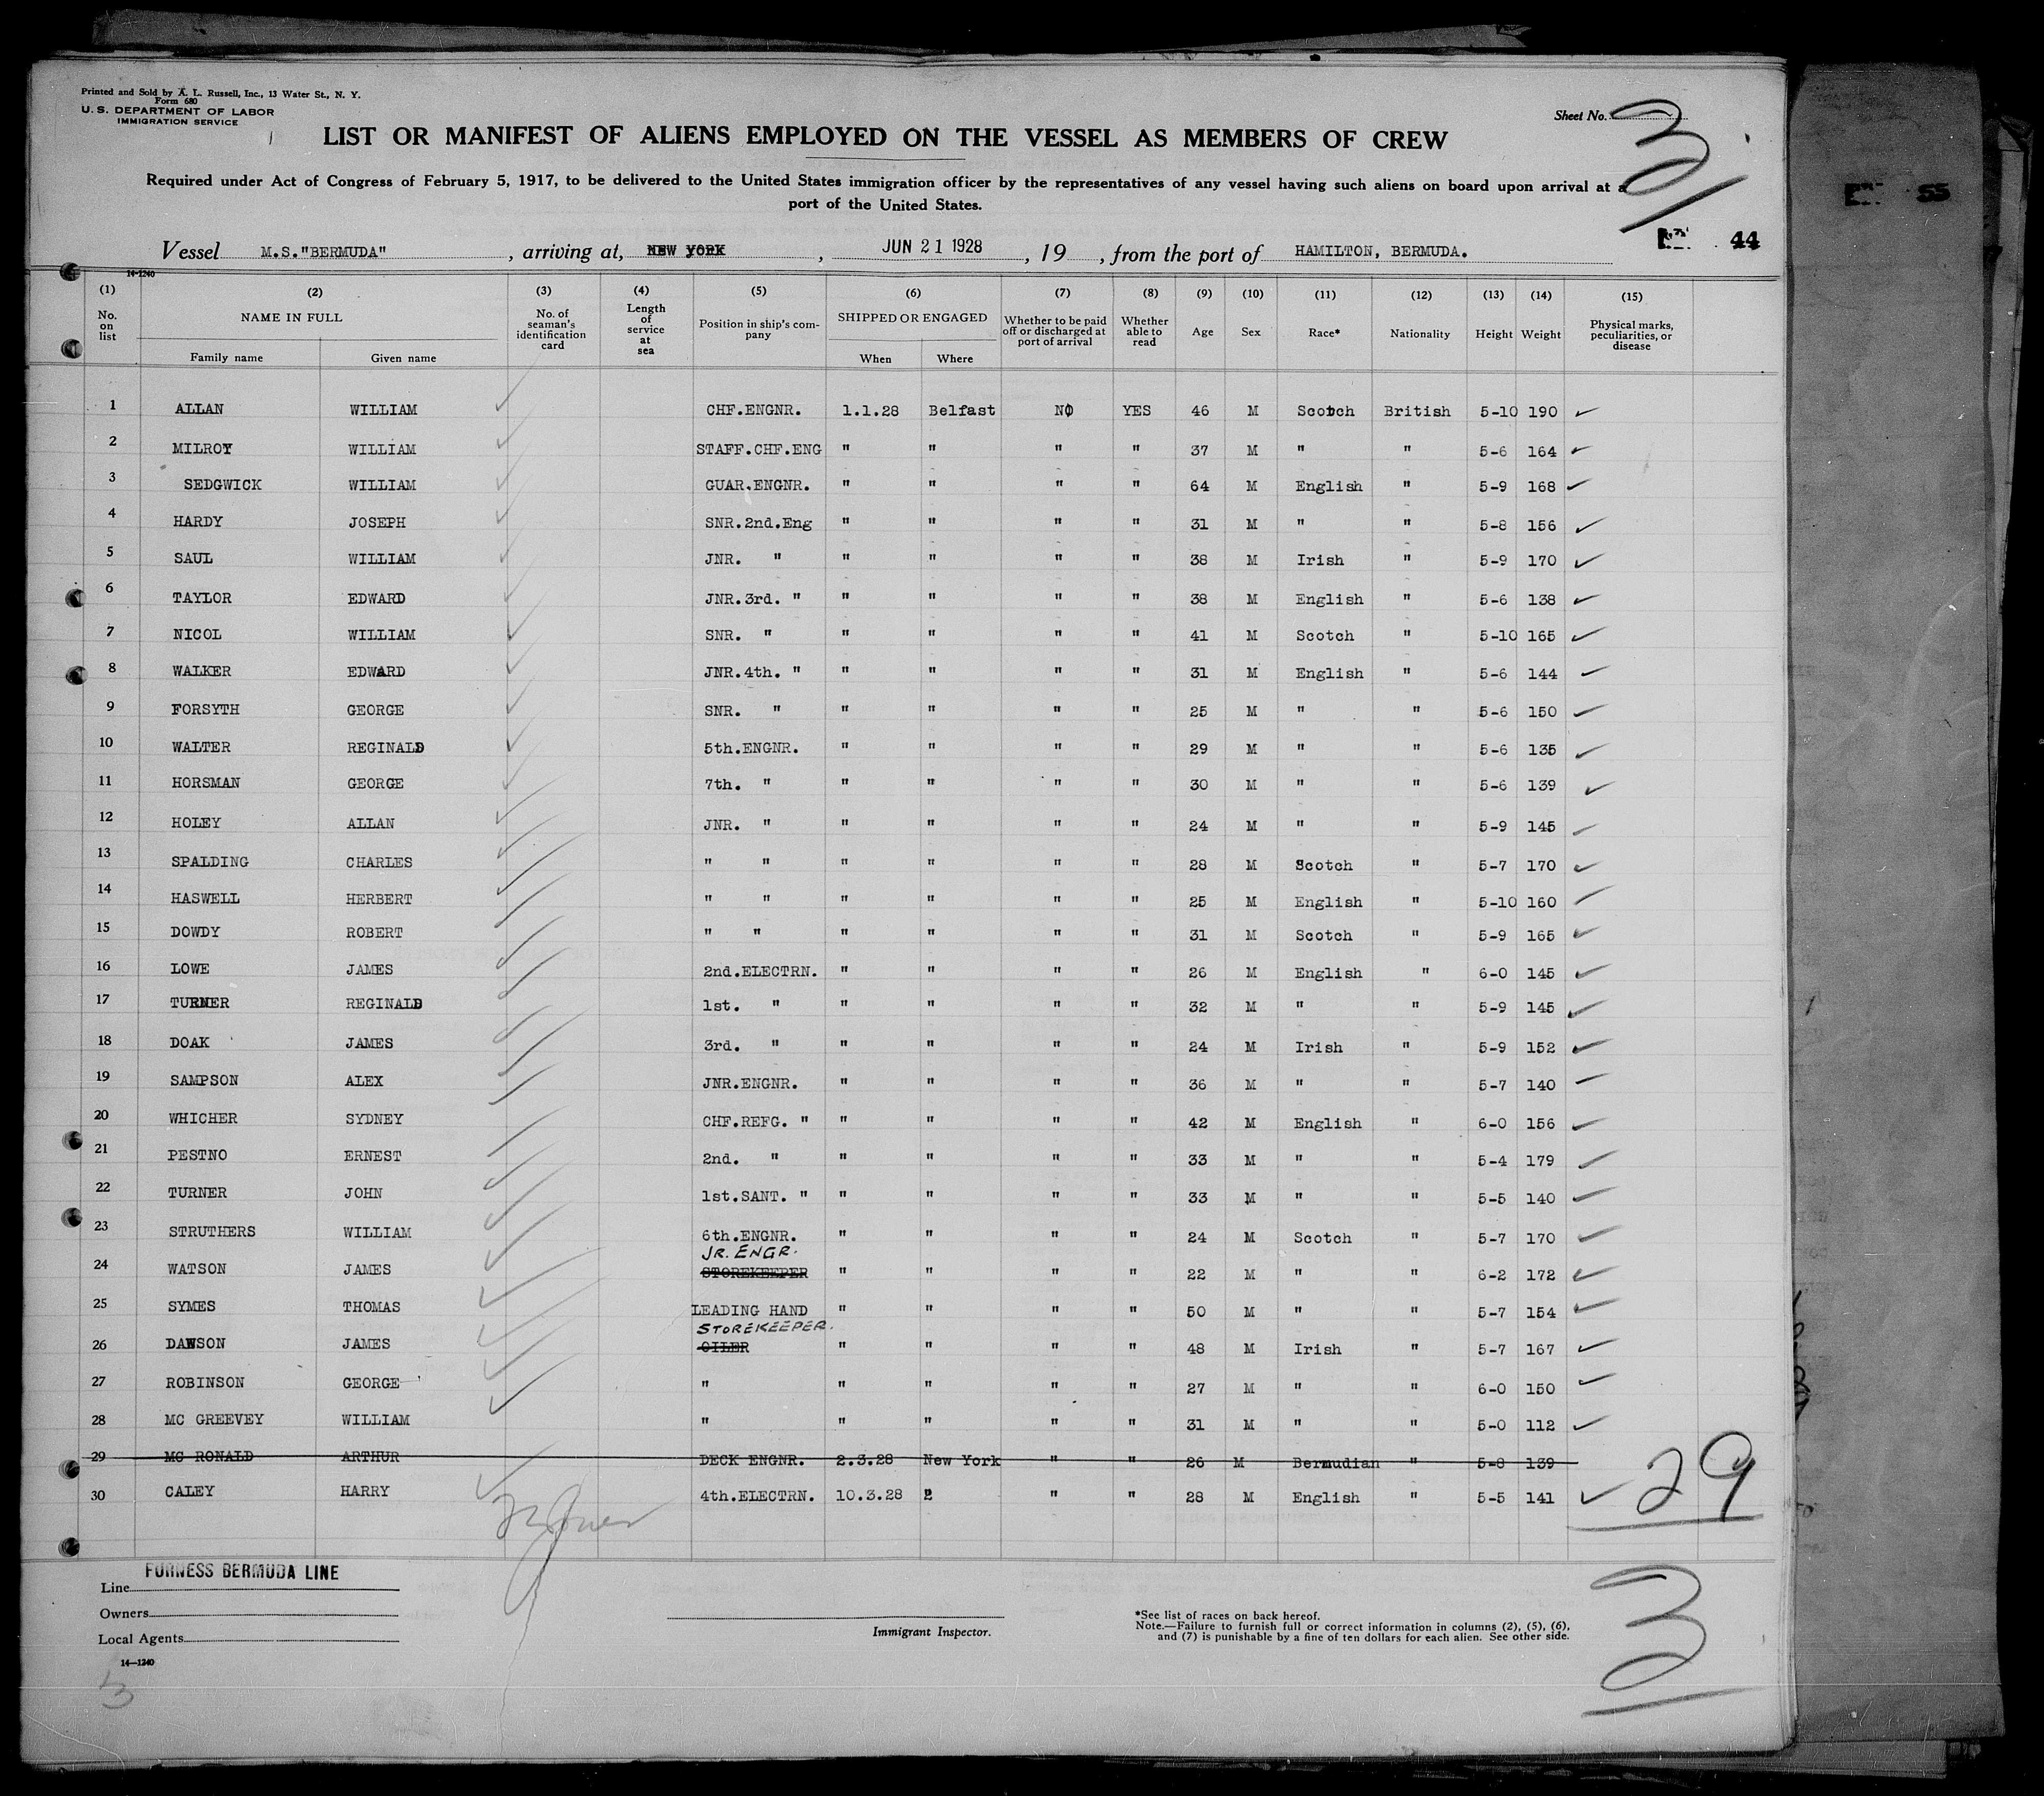 Printed and Sold by A. L. Russell, Inc., 13 Water St., N. Y.
Form 680
U. S. DEPARTMENT OF LABOR
IMMIGRATION SERVICE
Sheet No. 3
LIST OR MANIFEST OF ALIENS EMPLOYED ON THE VESSEL AS MEMBERS OF CREW
Required under Act of Congress of February 5, 1917, to be delivered to the United States immigration officer by the representatives of any vessel having such aliens on board upon arrival at a
port of the United States.
Vessel M.S."BERMUDA" , arriving at, NEW YORK , JUN 21 1928 , 19 , from the port of HAMILTON, BERMUDA. 44
55
14-1240
(1) (2) (3) (4) (5) (6) (7) (8) (9) (10) (11) (12) (13) (14) (15)
No. on list NAME IN FULL Family name Given name No. of seaman's identification card Length of service at sea Position in ship's company SHIPPED OR ENGAGED When Where Whether to be paid off or discharged at port of arrival Whether able to read Age Sex Race* Nationality Height Weight Physical marks, peculiarities, or disease
1 ALLAN WILLIAM CHF.ENGNR. 1.1.28 Belfast NO YES 46 M Scotch British 5-10 190
2 MILROY WILLIAM STAFF.CHF.ENG " " " " 37 M " " 5-6 164
3 SEDGWICK WILLIAM GUAR.ENGNR. " " " " 64 M English " 5-9 168
4 HARDY JOSEPH SNR.2nd.Eng " " " " 31 M " " 5-8 156
5 SAUL WILLIAM JNR. " " " " " 38 M Irish " 5-9 170
6 TAYLOR EDWARD JNR.3rd. " " " " " 38 M English " 5-6 138
7 NICOL WILLIAM SNR. " " " " " 41 M Scotch " 5-10 165
8 WALKER EDWARD JNR.4th. " " " " " 31 M English " 5-6 144
9 FORSYTH GEORGE SNR. " " " " " 25 M " " 5-6 150
10 WALTER REGINALD 5th.ENGNR. " " " " 29 M " " 5-6 135
11 HORSMAN GEORGE 7th. " " " " " 30 M " " 5-6 139
12 HOLEY ALLAN JNR. " " " " " 24 M " " 5-9 145
13 SPALDING CHARLES " " " " " " 28 M Scotch " 5-7 170
14 HASWELL HERBERT " " " " " " 25 M English " 5-10 160
15 DOWDY ROBERT " " " " " " 31 M Scotch " 5-9 165
16 LOWE JAMES 2nd.ELECTRN. " " " " 26 M English " 6-0 145
17 TURNER REGINALD 1st. " " " " " 32 M " " 5-9 145
18 DOAK JAMES 3rd. " " " " " 24 M Irish " 5-9 152
19 SAMPSON ALEX JNR.ENGNR. " " " " 36 M " " 5-7 140
20 WHICHER SYDNEY CHF.REFG. " " " " " 42 M English " 6-0 156
21 PESTNO ERNEST 2nd. " " " " " 33 M " " 5-4 179
22 TURNER JOHN 1st.SANT. " " " " " 33 M " " 5-5 140
23 STRUTHERS WILLIAM 6th.ENGNR. " " " " 24 M Scotch " 5-7 170
JR. ENGR.
24 WATSON JAMES STOREKEEPER " " " " 22 M " " 6-2 172
25 SYMES THOMAS LEADING HAND " " " " 50 M " " 5-7 154
STOREKEEPER.
26 DAWSON JAMES OILER " " " " 48 M Irish " 5-7 167
27 ROBINSON GEORGE " " " " " 27 M " " 6-0 150
28 MC GREEVEY WILLIAM " " " " " 31 M " " 5-0 112
29 MC RONALD ARTHUR DECK ENGNR. 2.3.28 New York " " 26 M Bermudian " 5-8 139
30 CALEY HARRY 4th.ELECTRN. 10.3.28 2 " " 28 M English " 5-5 141
29
FURNESS BERMUDA LINE
Line
Owners
Local Agents
Immigrant Inspector.
*See list of races on back hereof.
Note.—Failure to furnish full or correct information in columns (2), (5), (6),
and (7) is punishable by a fine of ten dollars for each alien. See other side.
14—1240
3
3